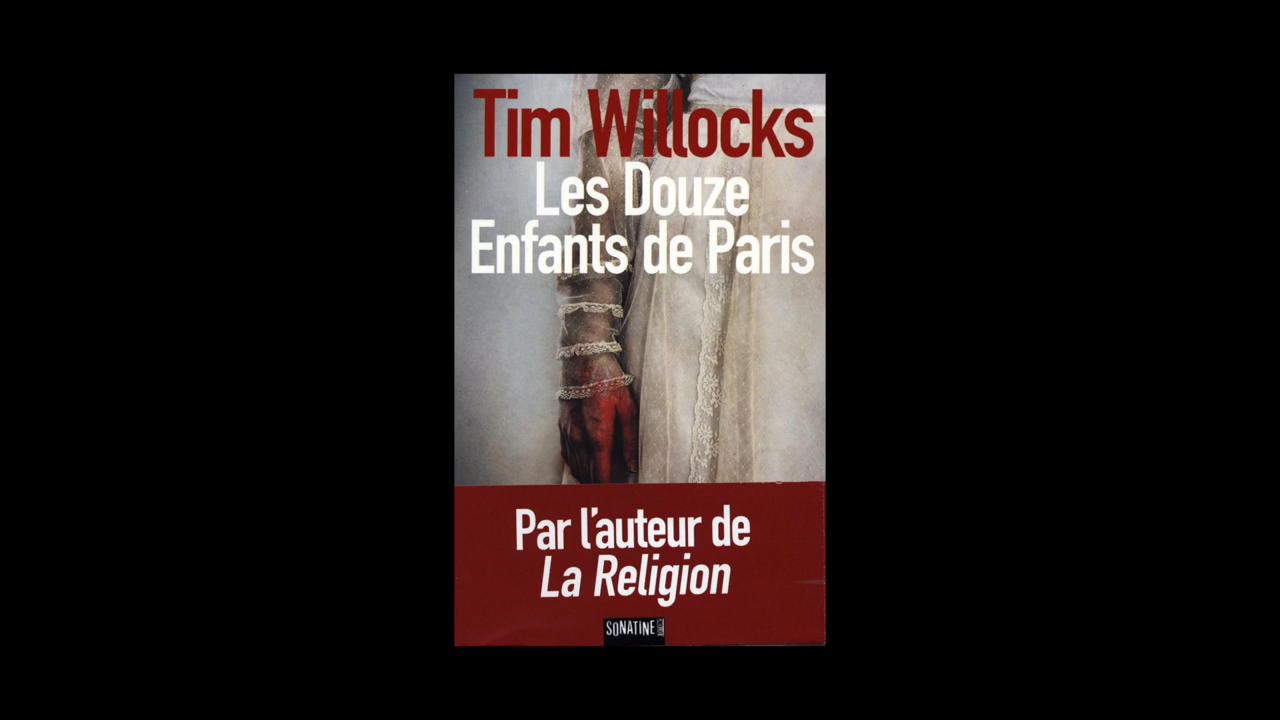 Tim Willocks
Les Douze
Enfants de Paris
Par l'auteur de
La Religion
SONATINE